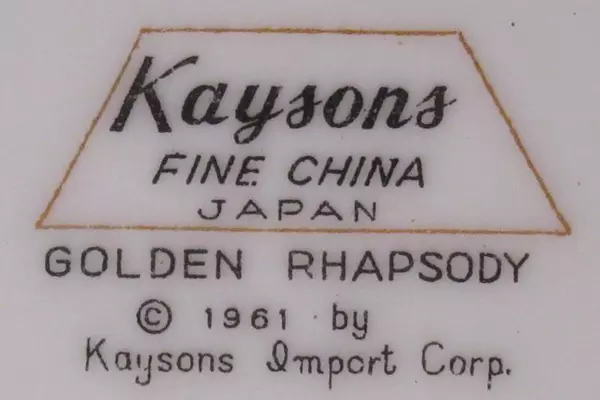 Kaysons
FINE CHINA
JAPAN
GOLDEN RHAPSODY
© 1961 by
Kaysons Import Corp.